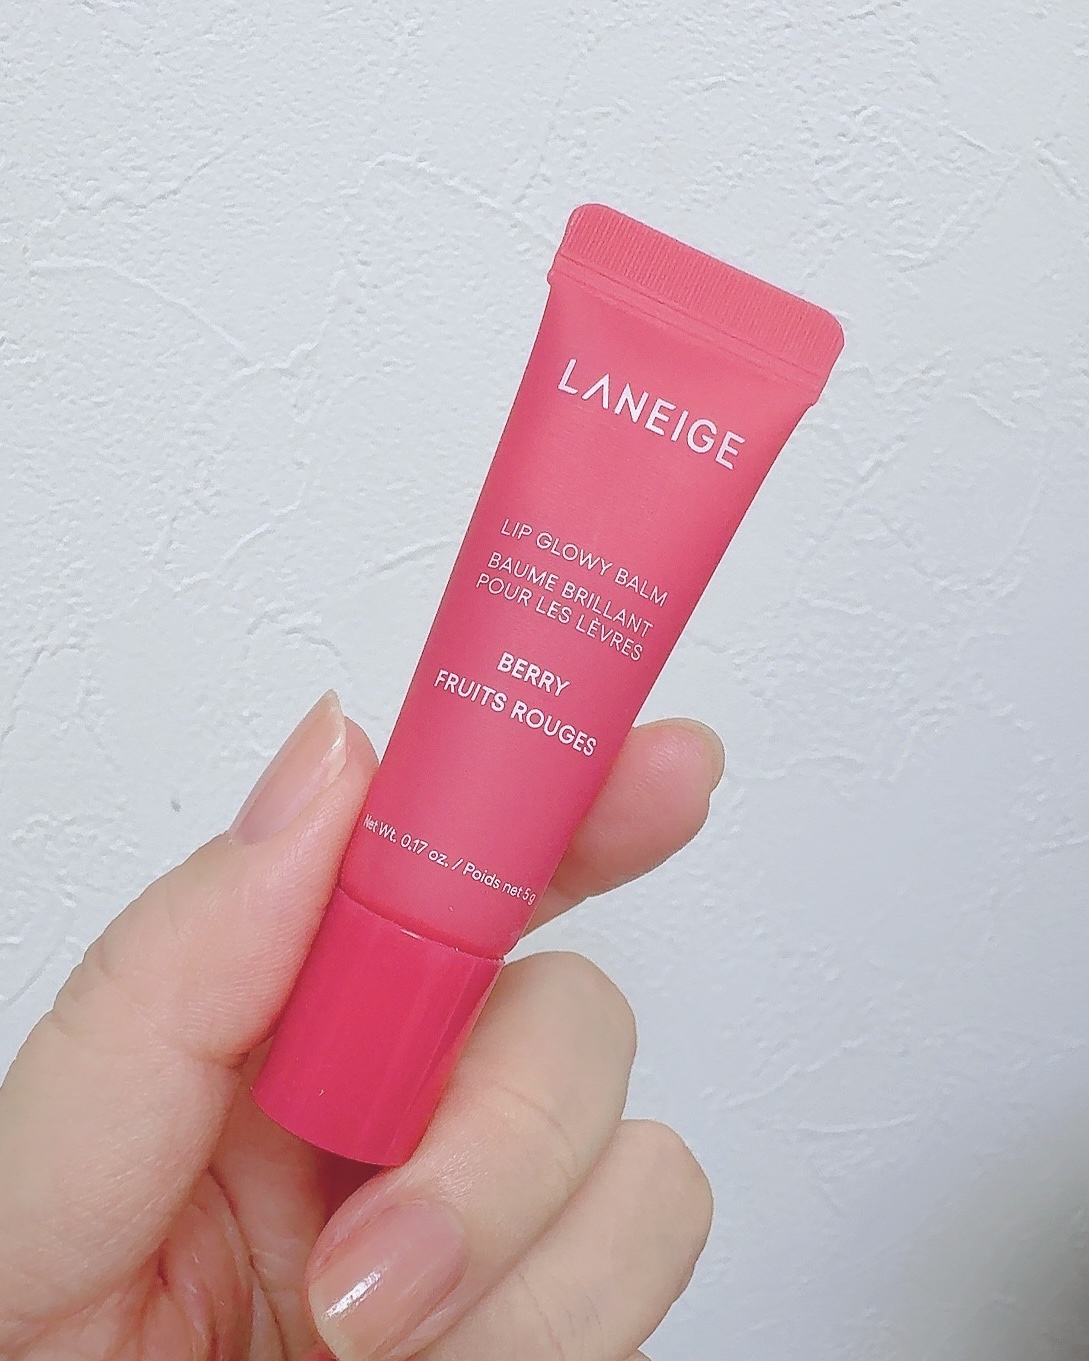 LANEIGE
LIP GLOWY BALM
BAUME BRILLANT
POUR LES LÈVRES
BERRY
FRUITS ROUGES
Net Wt. 0.17 oz. / Poids net 5 g